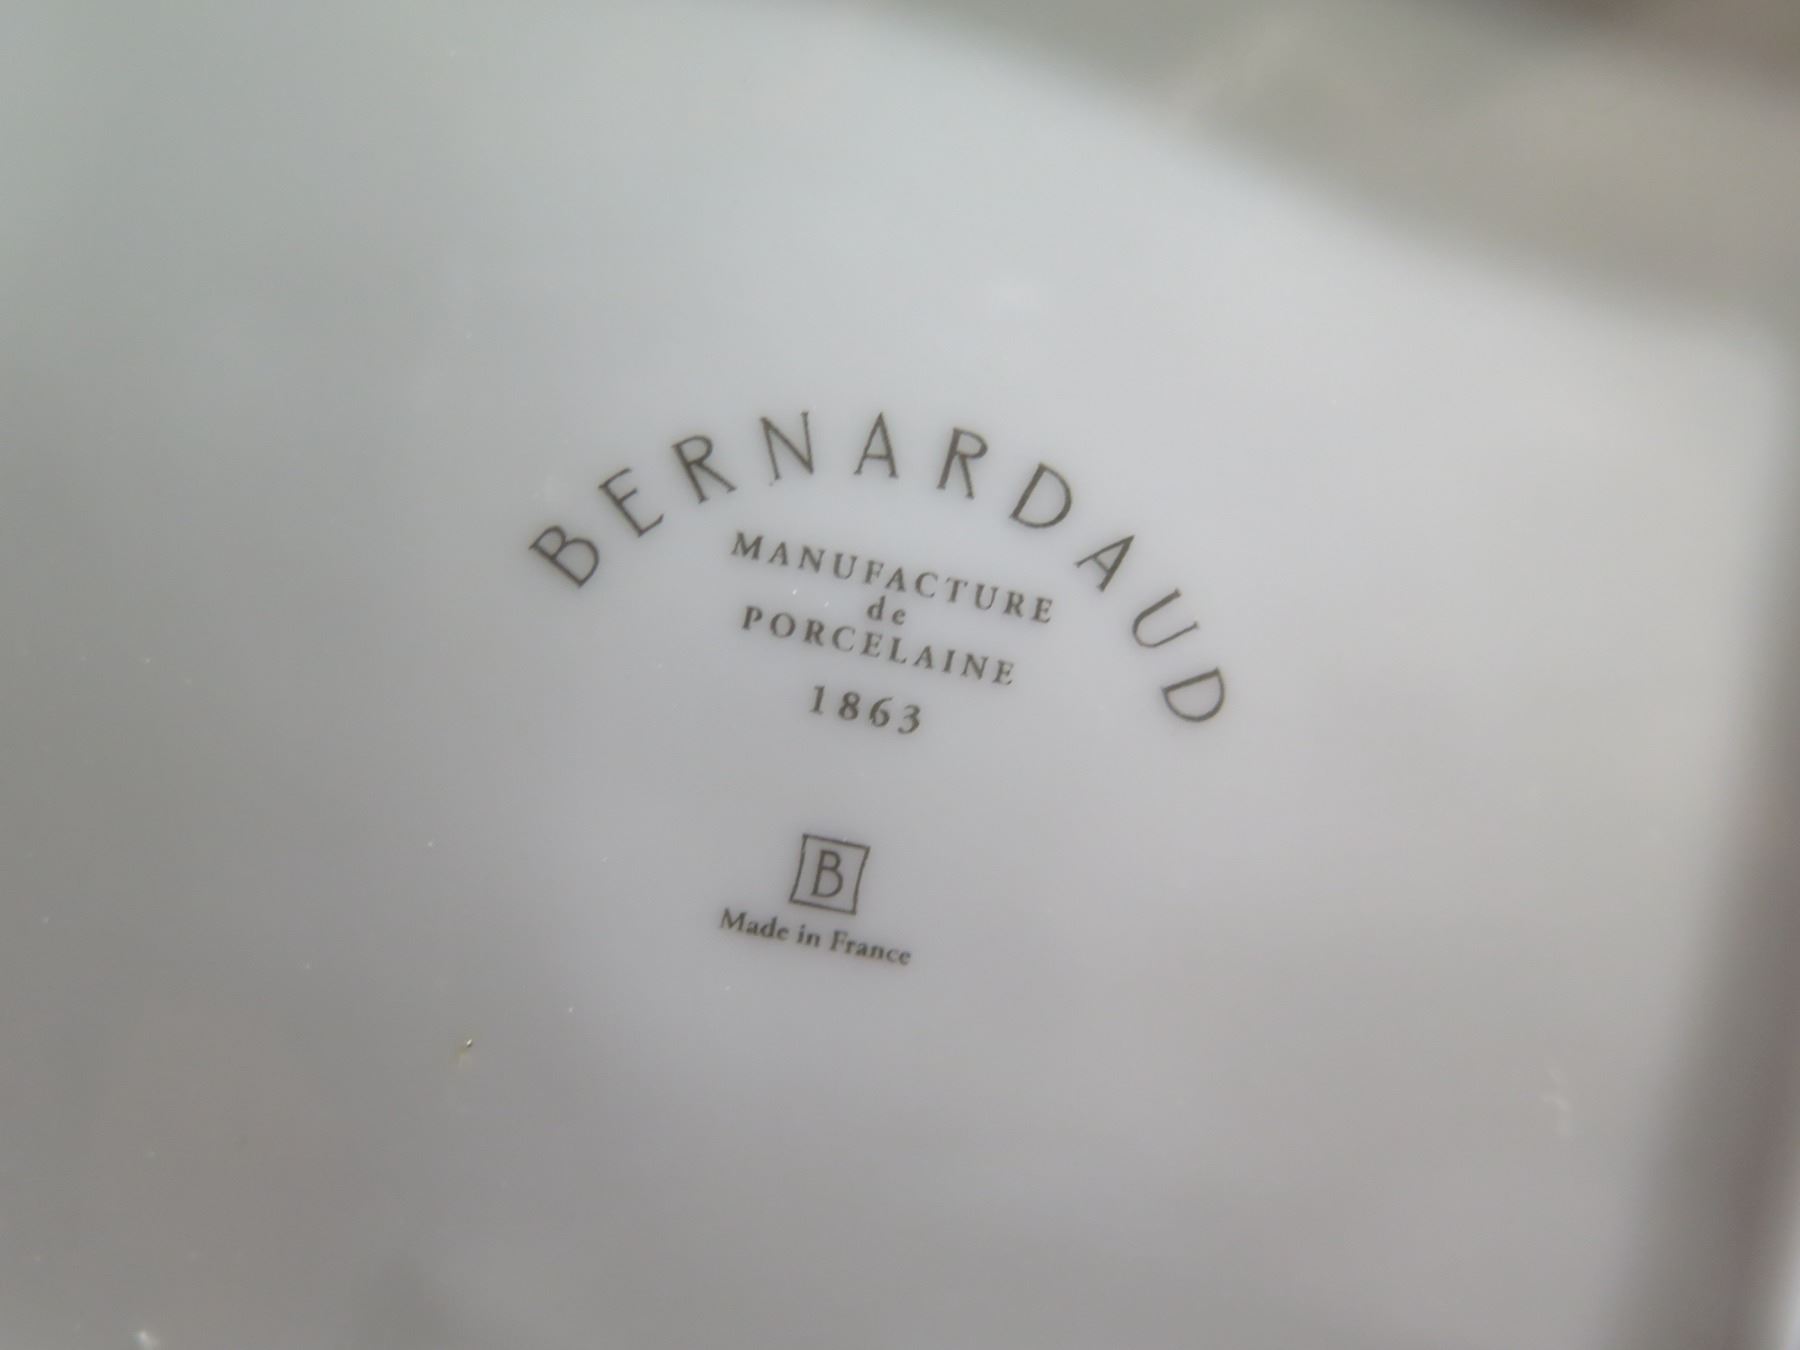 BERNARDAUD
MANUFACTURE
de
PORCELAINE
1863
B
Made in France